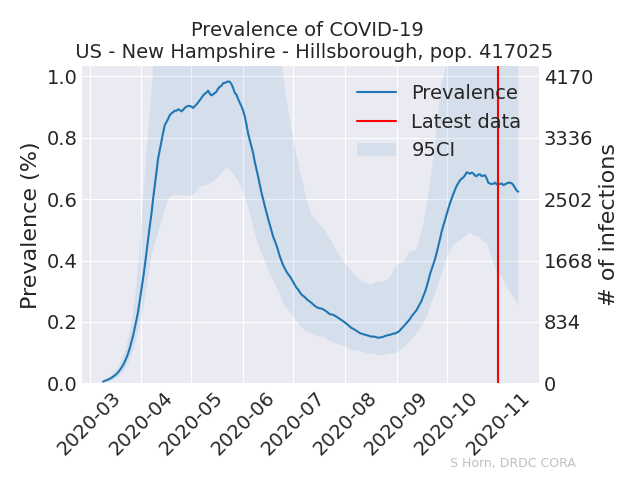 Prevalence of COVID-19
US - New Hampshire - Hillsborough, pop. 417025
Prevalence (%)
1.0
0.8
0.6
0.4
0.2
0.0
Prevalence
Latest data
95CI
4170
3336
2502
1668
834
0
# of infections
2020-03
2020-04
2020-05
2020-06
2020-07
2020-08
2020-09
2020-10
2020-11
S Horn, DRDC CORA